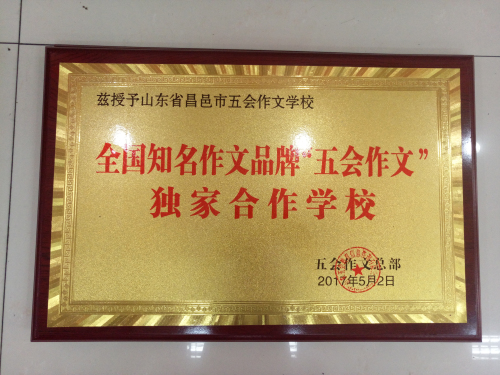 兹授予山东省昌邑市五会作文学校
全国知名作文品牌“五会作文”
独家合作学校
五会作文总部
2017年5月2日